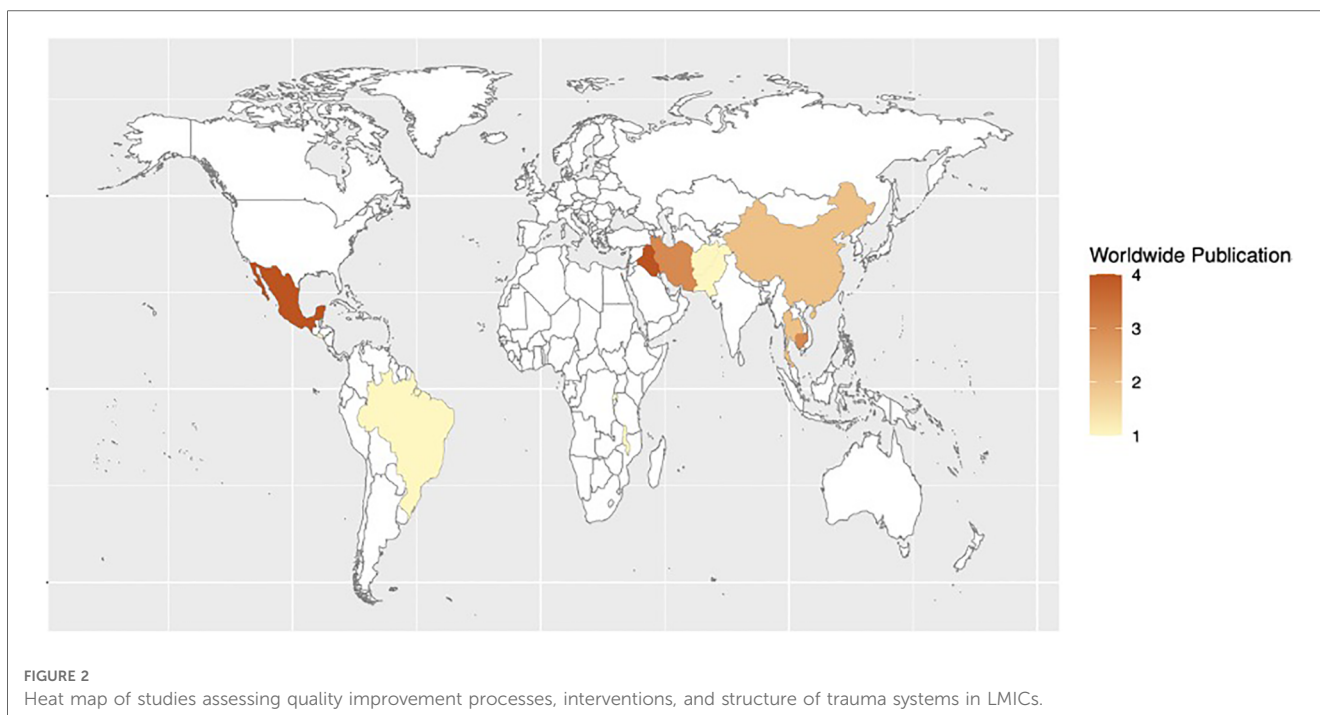 Worldwide Publication
4
3
2
1
FIGURE 2
Heat map of studies assessing quality improvement processes, interventions, and structure of trauma systems in LMICs.